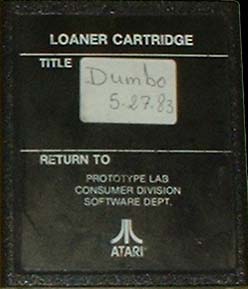 LOANER CARTRIDGE
TITLE
Dumbo
5-27-83
RETURN TO
PROTOTYPE LAB
CONSUMER DIVISION
SOFTWARE DEPT.
ATARI